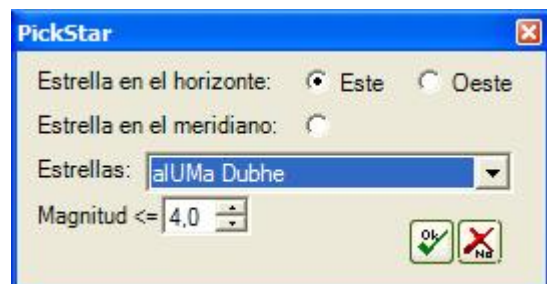 PickStar
Estrella en el horizonte: Este Oeste
Estrella en el meridiano:
Estrellas: alUMa Dubhe
Magnitud <= 4,0
Ok No